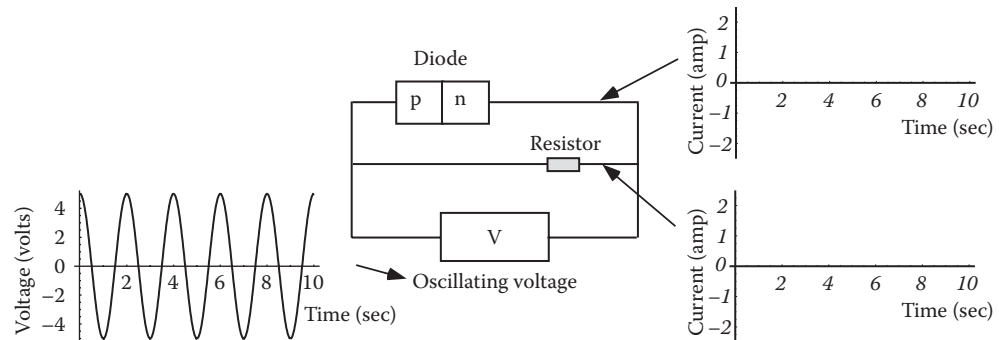 Diode
p n
Resistor
V
Oscillating voltage
Voltage (volts)
4
2
0
−2
−4
2 4 6 8 10
Time (sec)
Current (amp)
2
1
0
−1
−2
2 4 6 8 10
Time (sec)
Current (amp)
2
1
0
−1
−2
2 4 6 8 10
Time (sec)